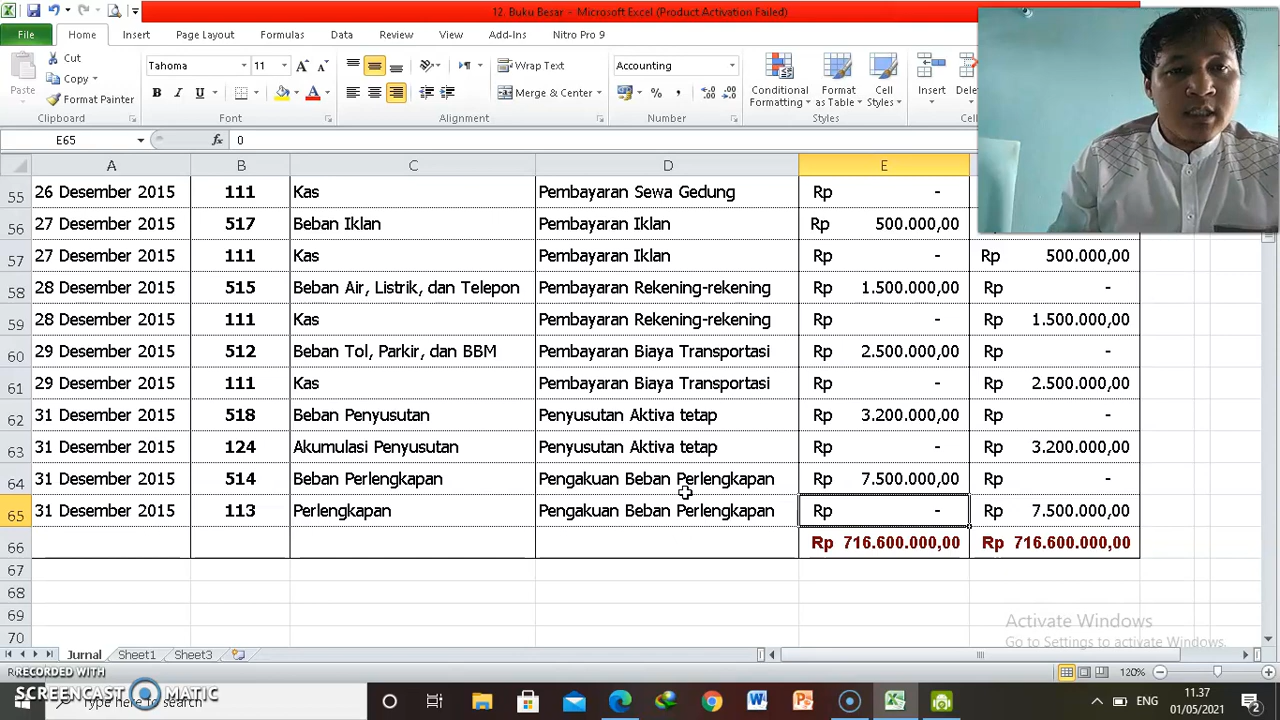 12. Buku Besar - Microsoft Excel (Product Activation Failed)
File Home Insert Page Layout Formulas Data Review View Add-Ins Nitro Pro 9
Paste
Cut
Copy
Format Painter
Clipboard
Tahoma 11
B I U
Font
Wrap Text
Merge & Center
Alignment
Accounting
Number
Conditional Formatting
Format as Table
Cell Styles
Styles
Insert
E65 fx 0
A B C D E
55 26 Desember 2015 111 Kas Pembayaran Sewa Gedung Rp -
56 27 Desember 2015 517 Beban Iklan Pembayaran Iklan Rp 500.000,00
57 27 Desember 2015 111 Kas Pembayaran Iklan Rp - Rp 500.000,00
58 28 Desember 2015 515 Beban Air, Listrik, dan Telepon Pembayaran Rekening-rekening Rp 1.500.000,00 Rp -
59 28 Desember 2015 111 Kas Pembayaran Rekening-rekening Rp - Rp 1.500.000,00
60 29 Desember 2015 512 Beban Tol, Parkir, dan BBM Pembayaran Biaya Transportasi Rp 2.500.000,00 Rp -
61 29 Desember 2015 111 Kas Pembayaran Biaya Transportasi Rp - Rp 2.500.000,00
62 31 Desember 2015 518 Beban Penyusutan Penyusutan Aktiva tetap Rp 3.200.000,00 Rp -
63 31 Desember 2015 124 Akumulasi Penyusutan Penyusutan Aktiva tetap Rp - Rp 3.200.000,00
64 31 Desember 2015 514 Beban Perlengkapan Pengakuan Beban Perlengkapan Rp 7.500.000,00 Rp -
65 31 Desember 2015 113 Perlengkapan Pengakuan Beban Perlengkapan Rp - Rp 7.500.000,00
66 Rp 716.600.000,00 Rp 716.600.000,00
67
68
69
70
Activate Windows
Go to Settings to activate Windows.
Jurnal Sheet1 Sheet3
RECORDED WITH
SCREENCAST MATIC
120%
here to search
ENG
11.37
01/05/2021
2